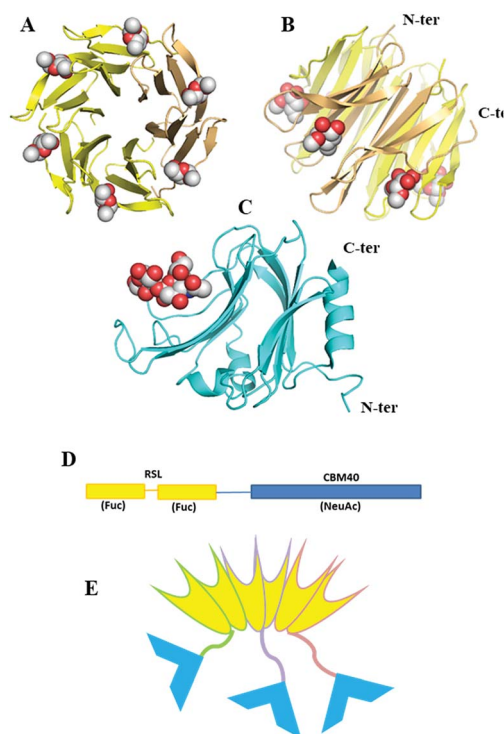 A
B
N-ter
C-te
C
C-ter
N-ter
D
RSL
CBM40
(Fuc)
(Fuc)
(NeuAc)
E